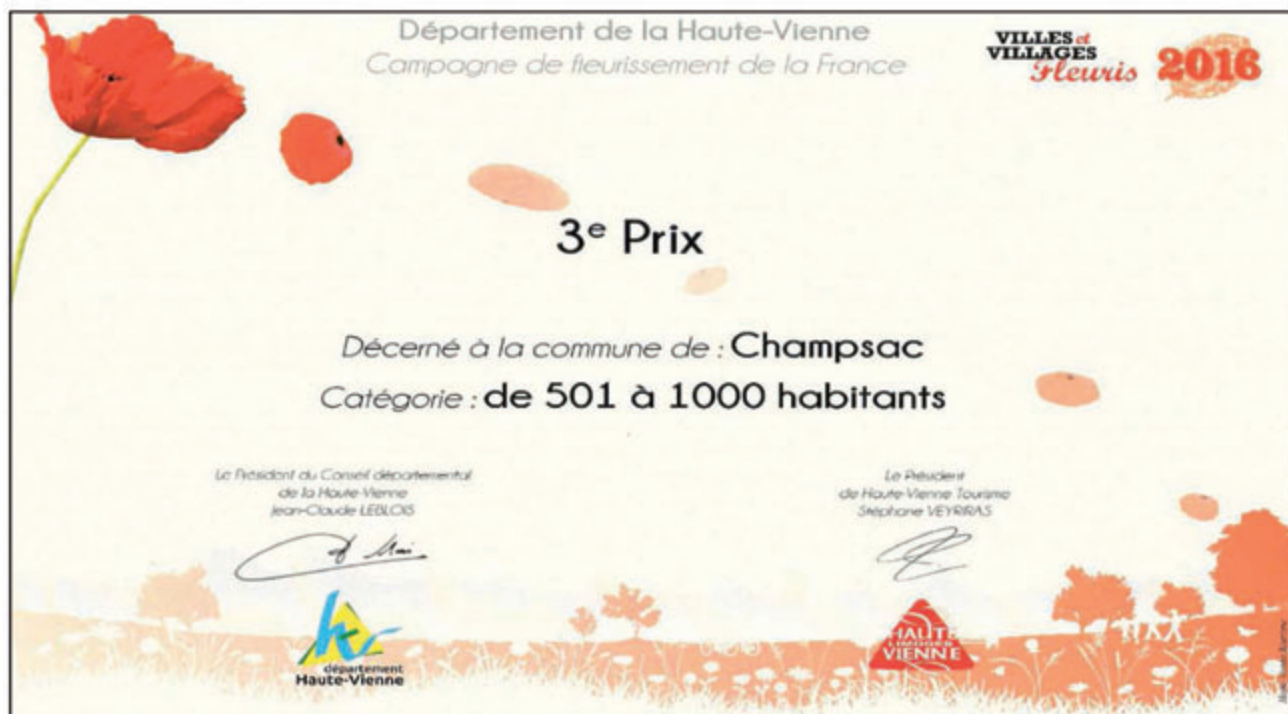 Département de la Haute-Vienne
Campagne de fleurissement de la France
VILLES et
VILLAGES
Fleuris
2016
3e Prix
Décerné à la commune de : Champsac
Catégorie : de 501 à 1000 habitants
Le Président du Conseil départemental
de la Haute-Vienne
Jean-Claude LEBLOIS
Le Président
de Haute-Vienne Tourisme
Stéphane VEYRIRAS
département
Haute-Vienne
HAUTE
LIMOGES
VIENNE